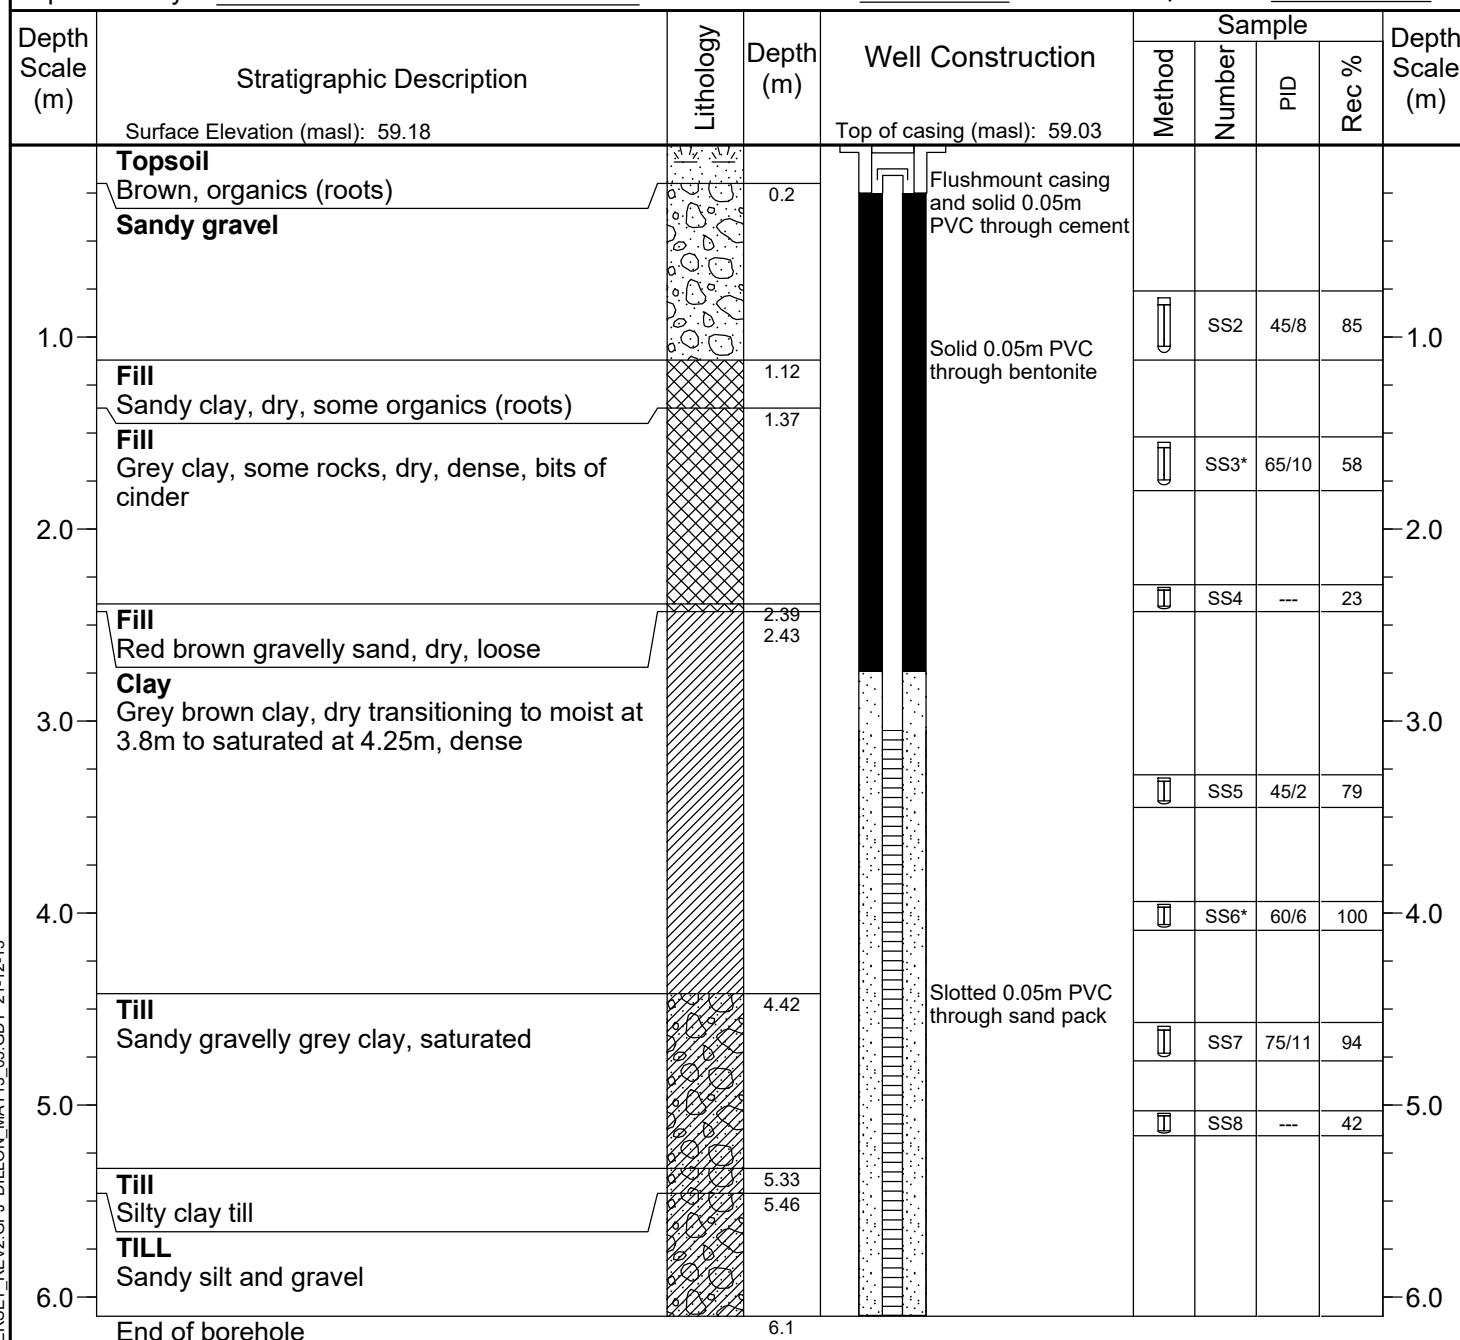 Depth
Scale
(m)
Stratigraphic Description
Surface Elevation (masl): 59.18
Lithology
Depth
(m)
Well Construction
Top of casing (masl): 59.03
Sample
Method
Number
PID
Rec %
Depth
Scale
(m)
Topsoil
Brown, organics (roots)
0.2
Flushmount casing
and solid 0.05m
PVC through cement
Sandy gravel
SS2 45/8 85
1.0
1.0
Solid 0.05m PVC
through bentonite
Fill
1.12
Sandy clay, dry, some organics (roots)
1.37
Fill
Grey clay, some rocks, dry, dense, bits of
cinder
SS3* 65/10 58
2.0
2.0
SS4 --- 23
Fill
2.39
Red brown gravelly sand, dry, loose
2.43
Clay
Grey brown clay, dry transitioning to moist at
3.8m to saturated at 4.25m, dense
3.0
3.0
SS5 45/2 79
4.0
SS6* 60/6 100
4.0
Till
4.42
Sandy gravelly grey clay, saturated
Slotted 0.05m PVC
through sand pack
SS7 75/11 94
5.0
5.0
SS8 --- 42
Till
5.33
Silty clay till
5.46
TILL
Sandy silt and gravel
6.0
6.0
End of borehole
6.1